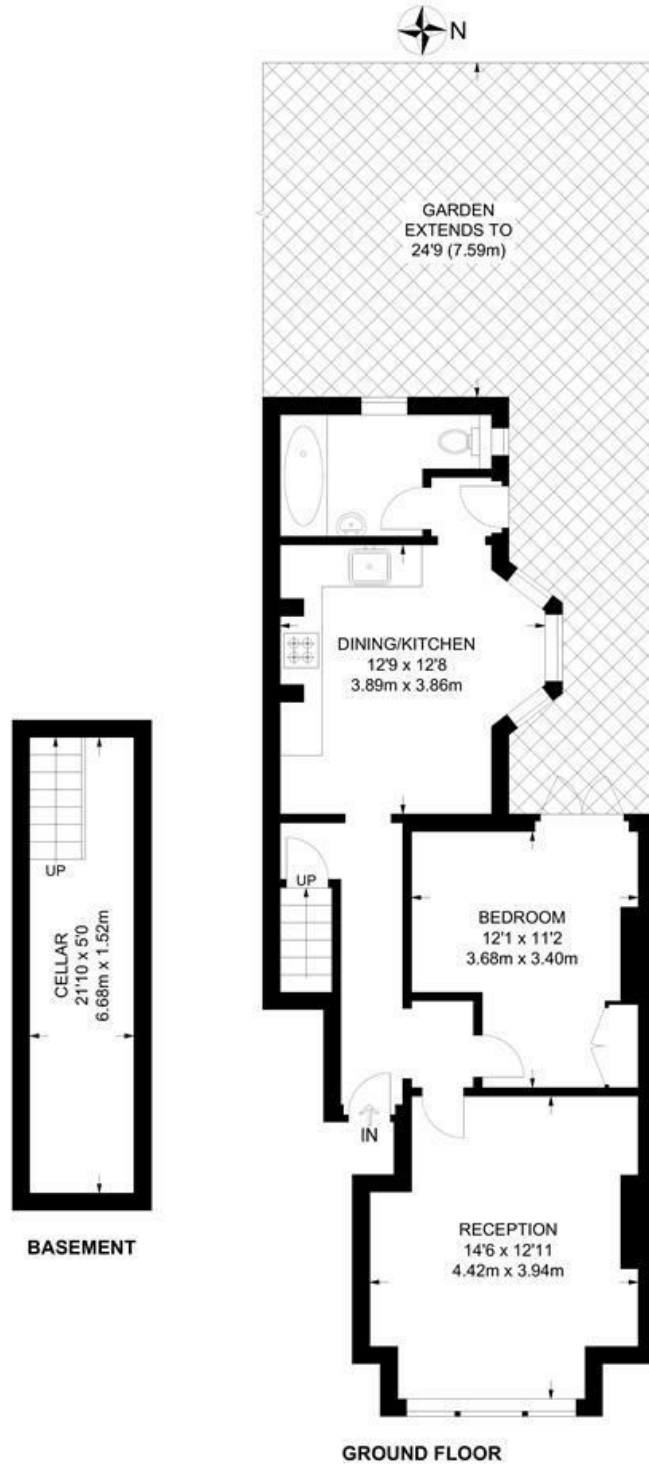 N
GARDEN
EXTENDS TO
24'9 (7.59m)
DINING/KITCHEN
12'9 x 12'8
3.89m x 3.86m
UP
BEDROOM
12'1 x 11'2
3.68m x 3.40m
IN
RECEPTION
14'6 x 12'11
4.42m x 3.94m
GROUND FLOOR
UP
CELLAR
21'10 x 5'0
6.68m x 1.52m
BASEMENT